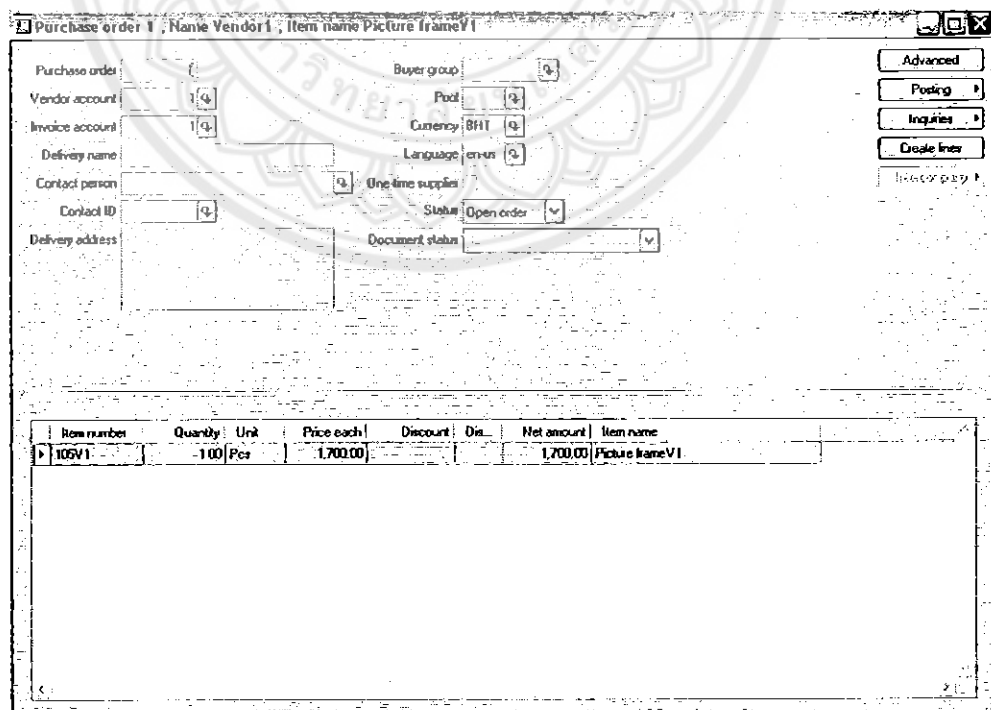 Purchase order 1 , Name Vendor1 , Item name Picture frameV1
Purchase order 1
Vendor account 1
Invoice account 1
Delivery name
Contact person
Contact ID
Delivery address
Buyer group
Pool
Currency BHT
Language en-us
One-time supplier
Status Open order
Document status
Advanced
Posting
Inquiries
Create lines
Item number Quantity Unit Price each Discount Dis... Net amount Item name
105V1 1.00 Pcs 1,700.00 1,700.00 Picture frameV1